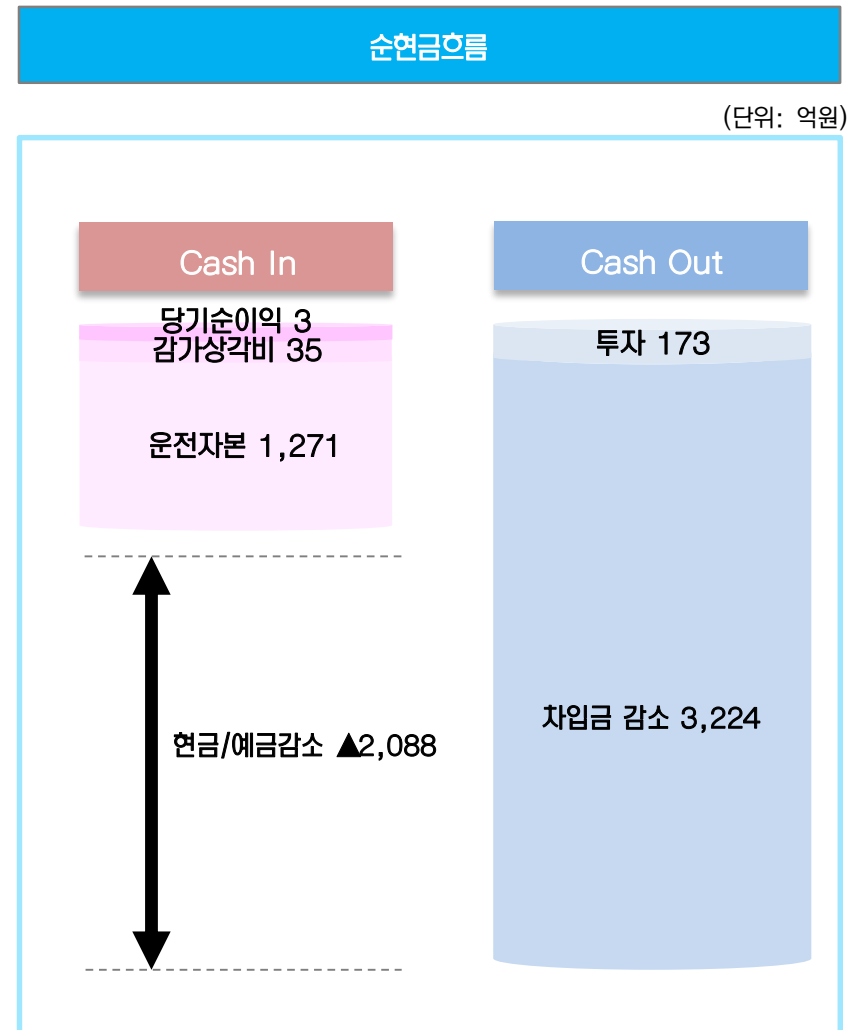 순현금흐름
(단위: 억원)
Cash In
Cash Out
당기순이익 3
감가상각비 35
운전자본 1,271
투자 173
차입금 감소 3,224
현금/예금감소 ▲2,088